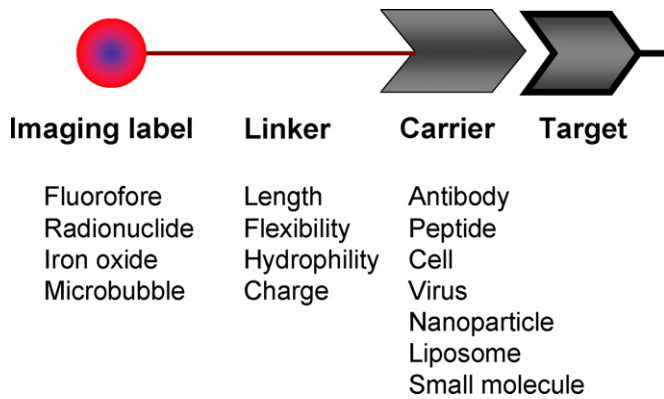 Imaging label
Linker
Carrier
Target
Fluorofore
Radionuclide
Iron oxide
Microbubble
Length
Flexibility
Hydrophility
Charge
Antibody
Peptide
Cell
Virus
Nanoparticle
Liposome
Small molecule